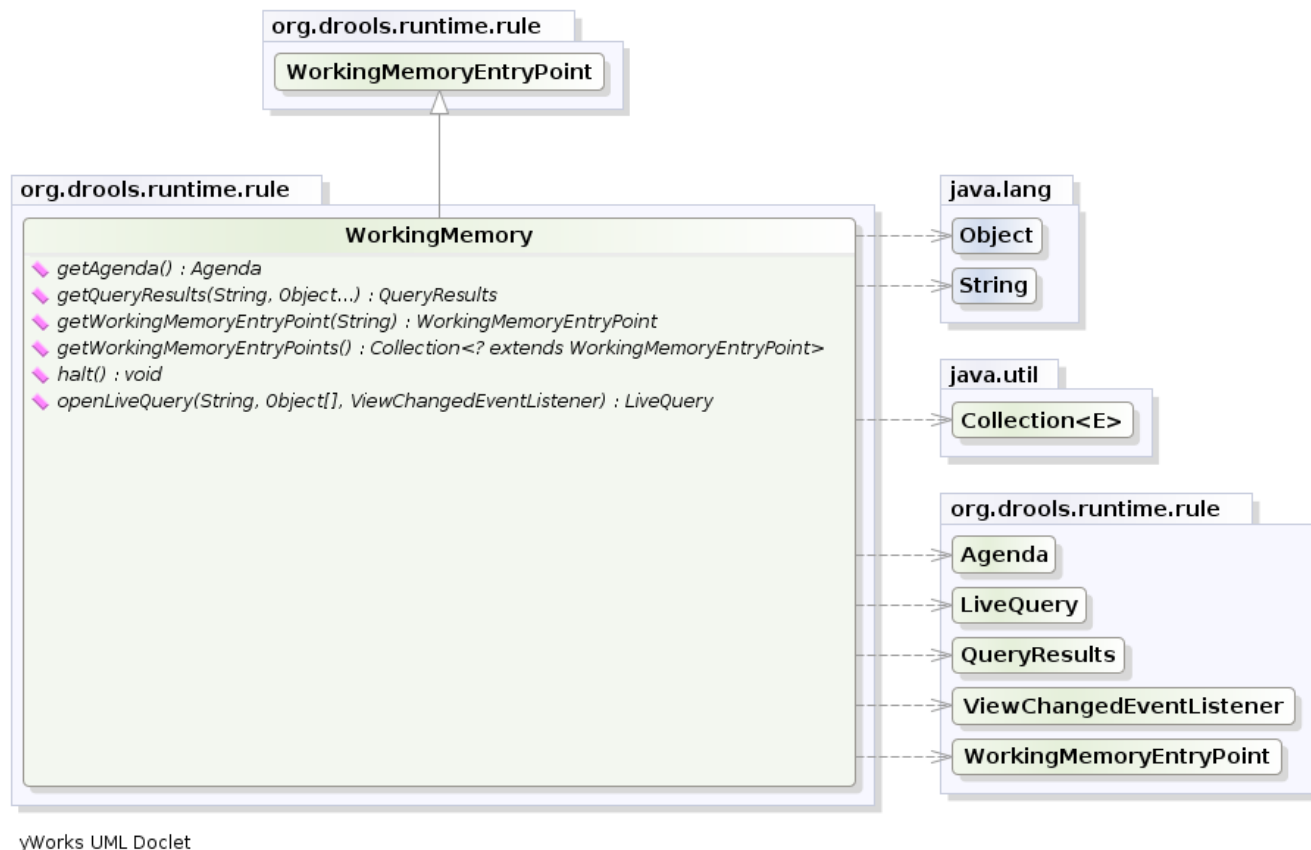 org.drools.runtime.rule
WorkingMemoryEntryPoint
org.drools.runtime.rule
WorkingMemory
getAgenda() : Agenda
getQueryResults(String, Object...) : QueryResults
getWorkingMemoryEntryPoint(String) : WorkingMemoryEntryPoint
getWorkingMemoryEntryPoints() : Collection<? extends WorkingMemoryEntryPoint>
halt() : void
openLiveQuery(String, Object[], ViewChangedEventListener) : LiveQuery
java.lang
Object
String
java.util
Collection<E>
org.drools.runtime.rule
Agenda
LiveQuery
QueryResults
ViewChangedEventListener
WorkingMemoryEntryPoint
yWorks UML Doclet